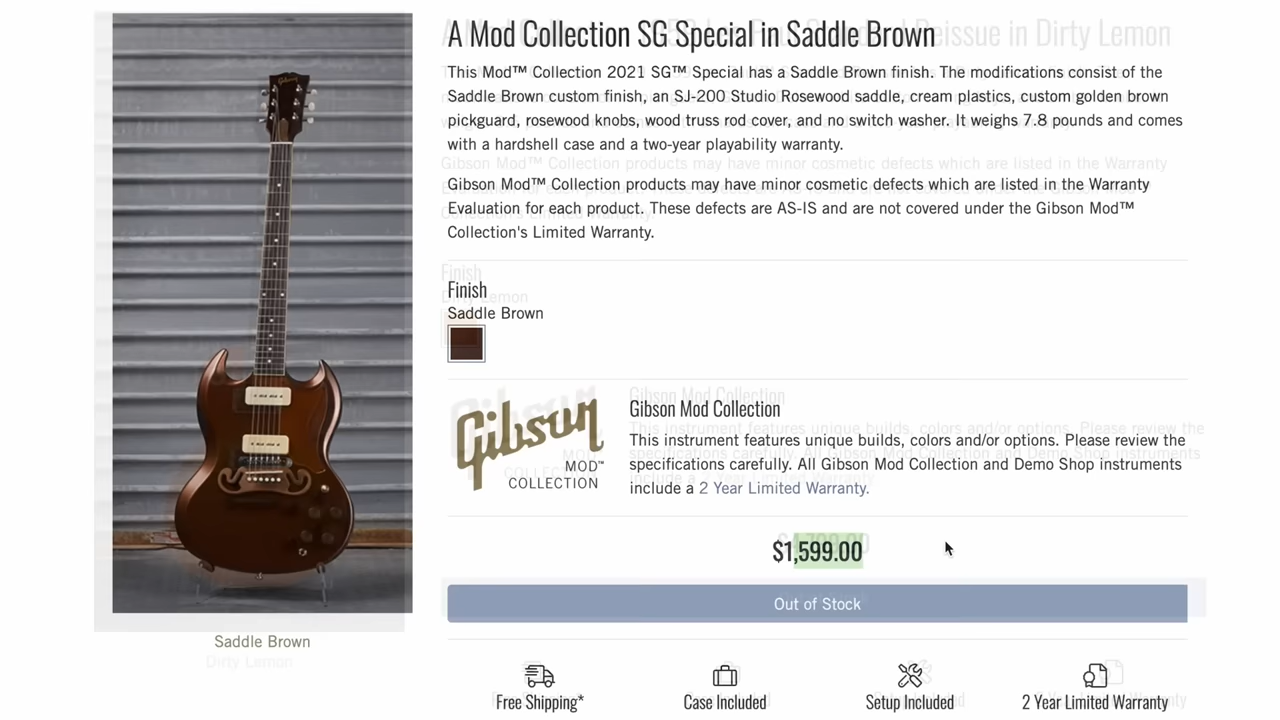 A Mod Collection SG Special in Saddle Brown
This Mod™ Collection 2021 SG™ Special has a Saddle Brown finish. The modifications consist of the
Saddle Brown custom finish, an SJ-200 Studio Rosewood saddle, cream plastics, custom golden brown
pickguard, rosewood knobs, wood truss rod cover, and no switch washer. It weighs 7.8 pounds and comes
with a hardshell case and a two-year playability warranty.
Gibson Mod™ Collection products may have minor cosmetic defects which are listed in the Warranty
Evaluation for each product. These defects are AS-IS and are not covered under the Gibson Mod™
Collection's Limited Warranty.
Finish
Saddle Brown
Gibson
MOD™
COLLECTION
Gibson Mod Collection
This instrument features unique builds, colors and/or options. Please review the
specifications carefully. All Gibson Mod Collection and Demo Shop instruments
include a 2 Year Limited Warranty.
$1,599.00
Out of Stock
Saddle Brown
Dirty Lemon
Free Shipping*
Case Included
Setup Included
2 Year Limited Warranty